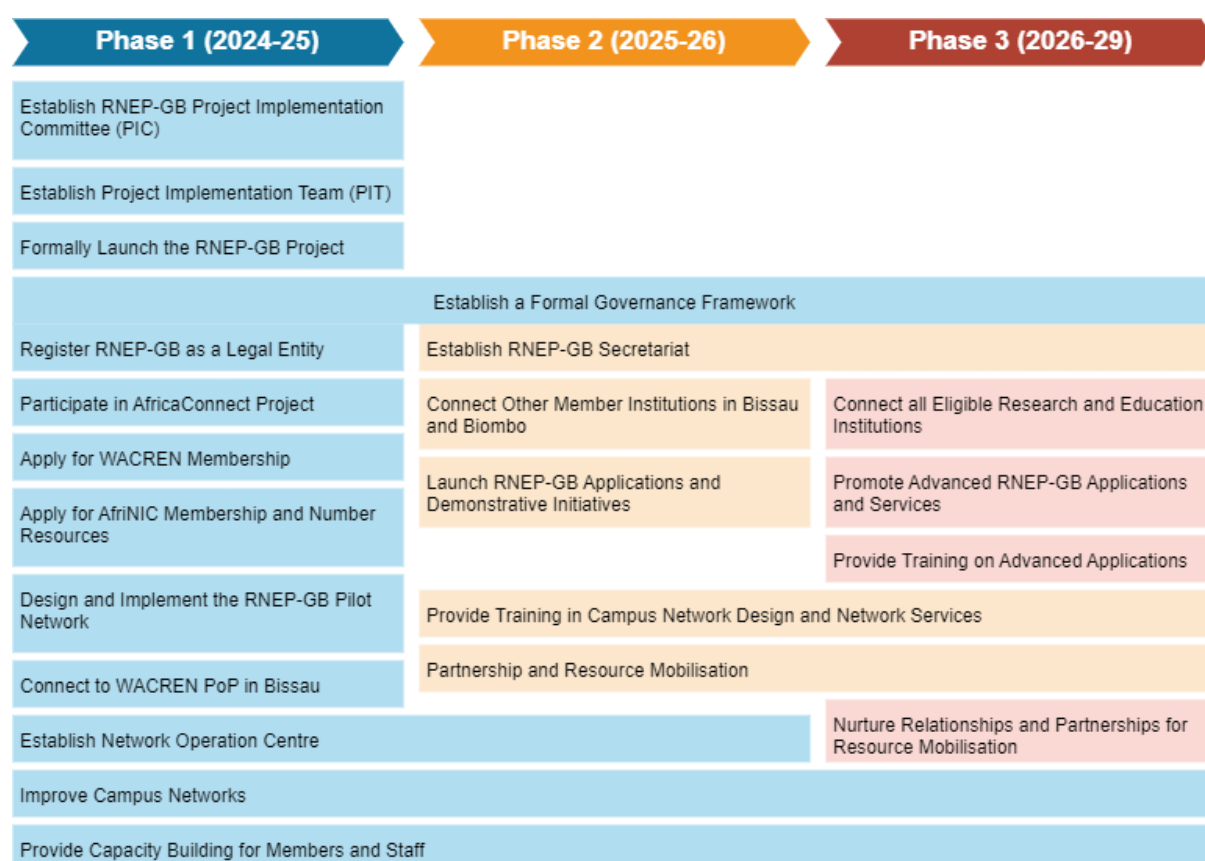 Phase 1 (2024-25)
Phase 2 (2025-26)
Phase 3 (2026-29)
Establish RNEP-GB Project Implementation
Committee (PIC)
Establish Project Implementation Team (PIT)
Formally Launch the RNEP-GB Project
Establish a Formal Governance Framework
Register RNEP-GB as a Legal Entity
Establish RNEP-GB Secretariat
Participate in AfricaConnect Project
Connect Other Member Institutions in Bissau
and Biombo
Connect all Eligible Research and Education
Institutions
Apply for WACREN Membership
Launch RNEP-GB Applications and
Demonstrative Initiatives
Promote Advanced RNEP-GB Applications
and Services
Apply for AfriNIC Membership and Number
Resources
Provide Training on Advanced Applications
Design and Implement the RNEP-GB Pilot
Network
Provide Training in Campus Network Design and Network Services
Connect to WACREN PoP in Bissau
Partnership and Resource Mobilisation
Establish Network Operation Centre
Nurture Relationships and Partnerships for
Resource Mobilisation
Improve Campus Networks
Provide Capacity Building for Members and Staff